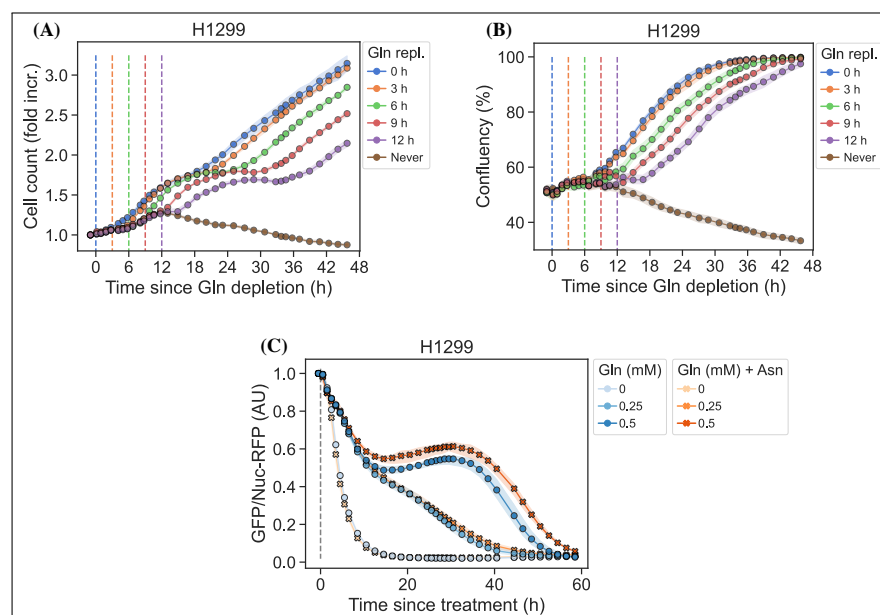 (A)
H1299
Cell count (fold incr.)
3.0
2.5
2.0
1.5
1.0
0 6 12 18 24 30 36 42 48
Time since Gln depletion (h)
Gln repl.
0 h
3 h
6 h
9 h
12 h
Never
(B)
H1299
Confluency (%)
100
80
60
40
0 6 12 18 24 30 36 42 48
Time since Gln depletion (h)
Gln repl.
0 h
3 h
6 h
9 h
12 h
Never
(C)
H1299
GFP/Nuc-RFP (AU)
1.0
0.8
0.6
0.4
0.2
0.0
0 20 40 60
Time since treatment (h)
Gln (mM)
0
0.25
0.5
Gln (mM) + Asn
0
0.25
0.5